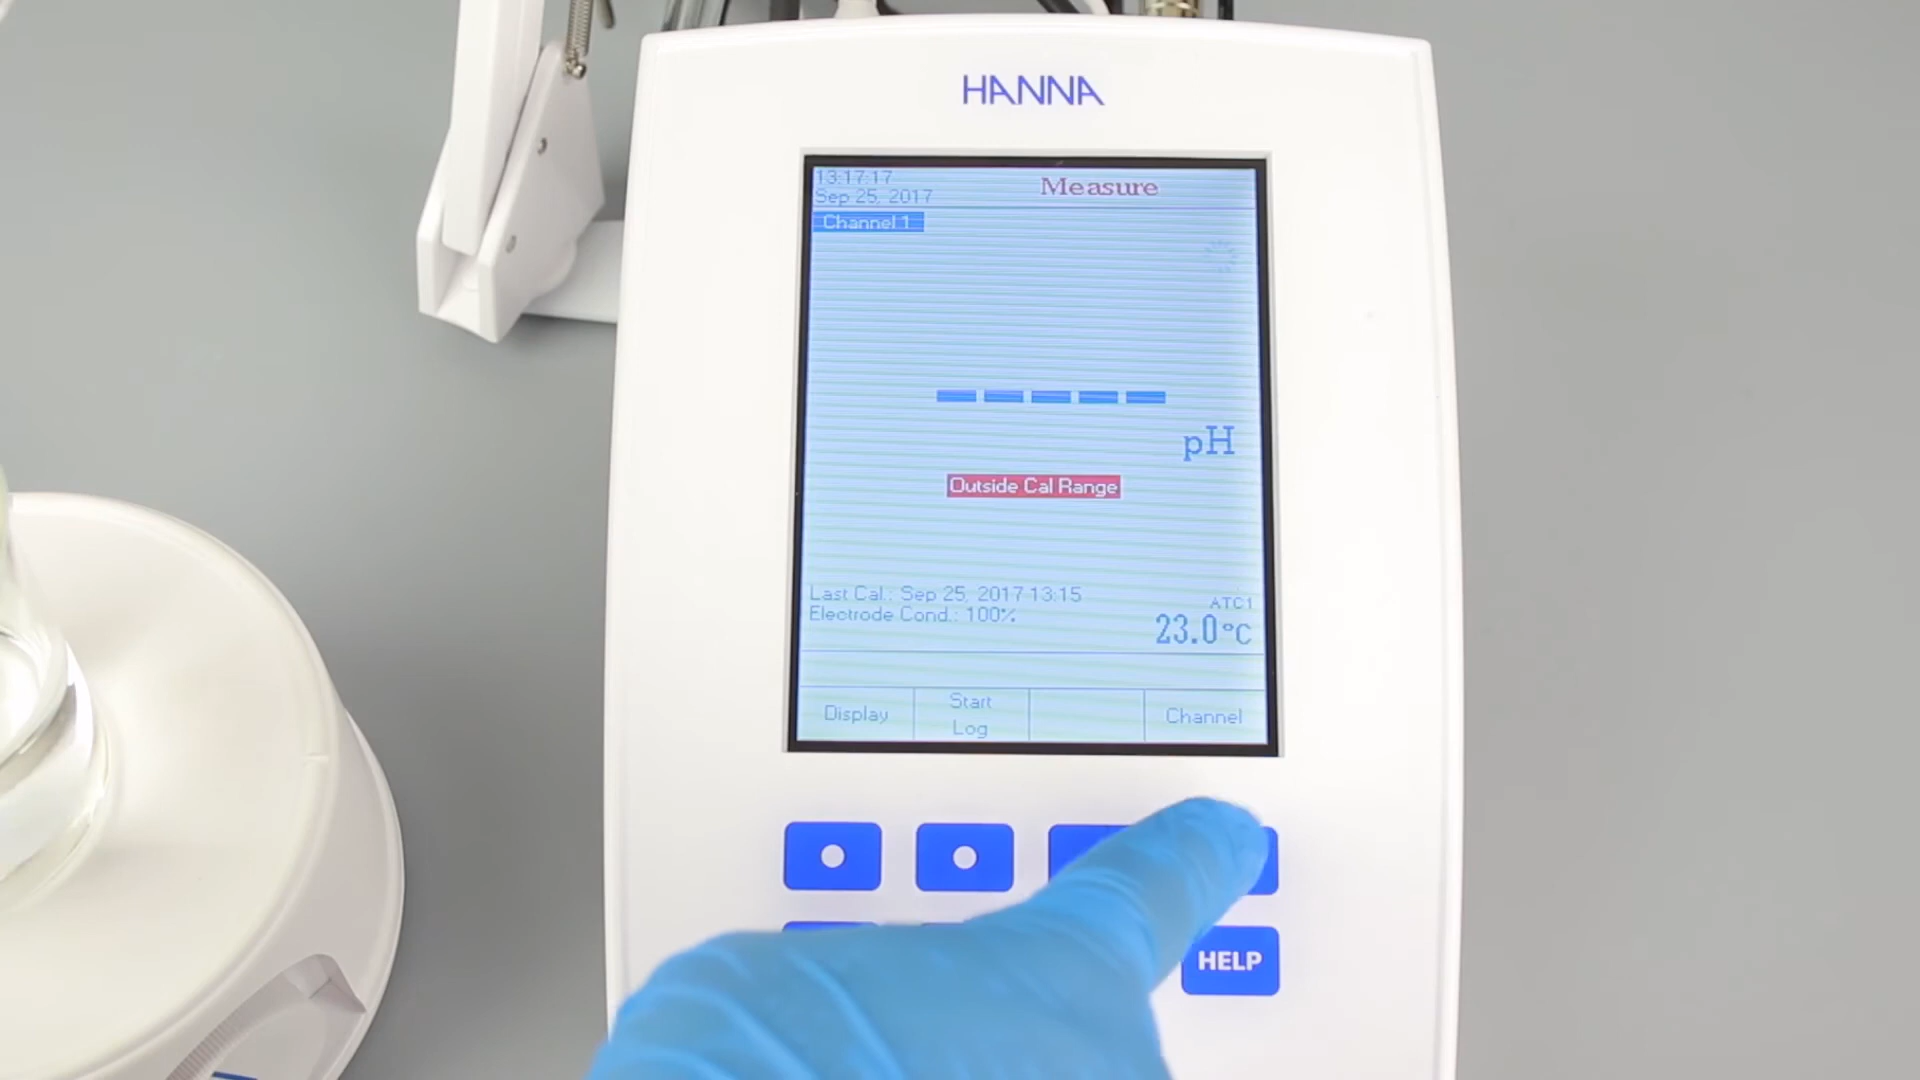 HANNA
13:17:17
Sep 25, 2017
Measure
Channel 1
pH
Outside Cal Range
Last Cal.: Sep 25, 2017 13:15
Electrode Cond.: 100%
ATC1
23.0°C
Display
Start
Log
Channel
HELP